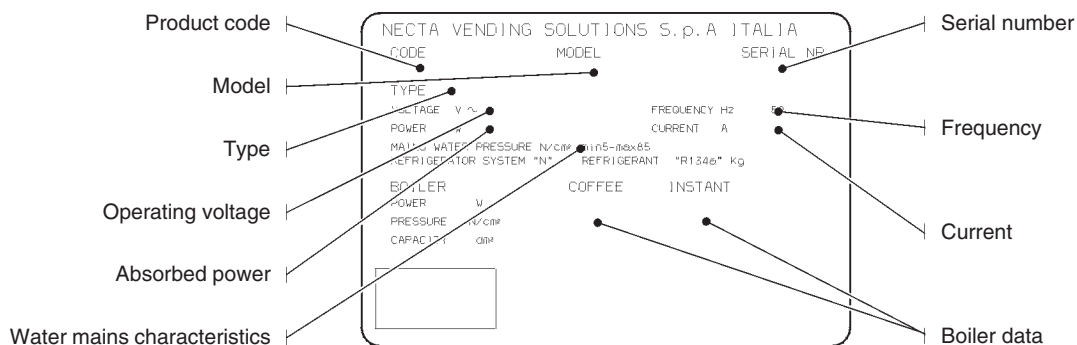 Product code
Model
Type
Operating voltage
Absorbed power
Water mains characteristics
NECTA VENDING SOLUTIONS S.p.A ITALIA
CODE MODEL SERIAL NR
TYPE
VOLTAGE V ~ FREQUENCY Hz 50
POWER W CURRENT A
MAINS WATER PRESSURE N/cm² min5-max85
REFRIGERATOR SYSTEM "N" REFRIGERANT "R134a" Kg
BOILER COFFEE INSTANT
POWER W
PRESSURE N/cm²
CAPACITY dm³
Serial number
Frequency
Current
Boiler data